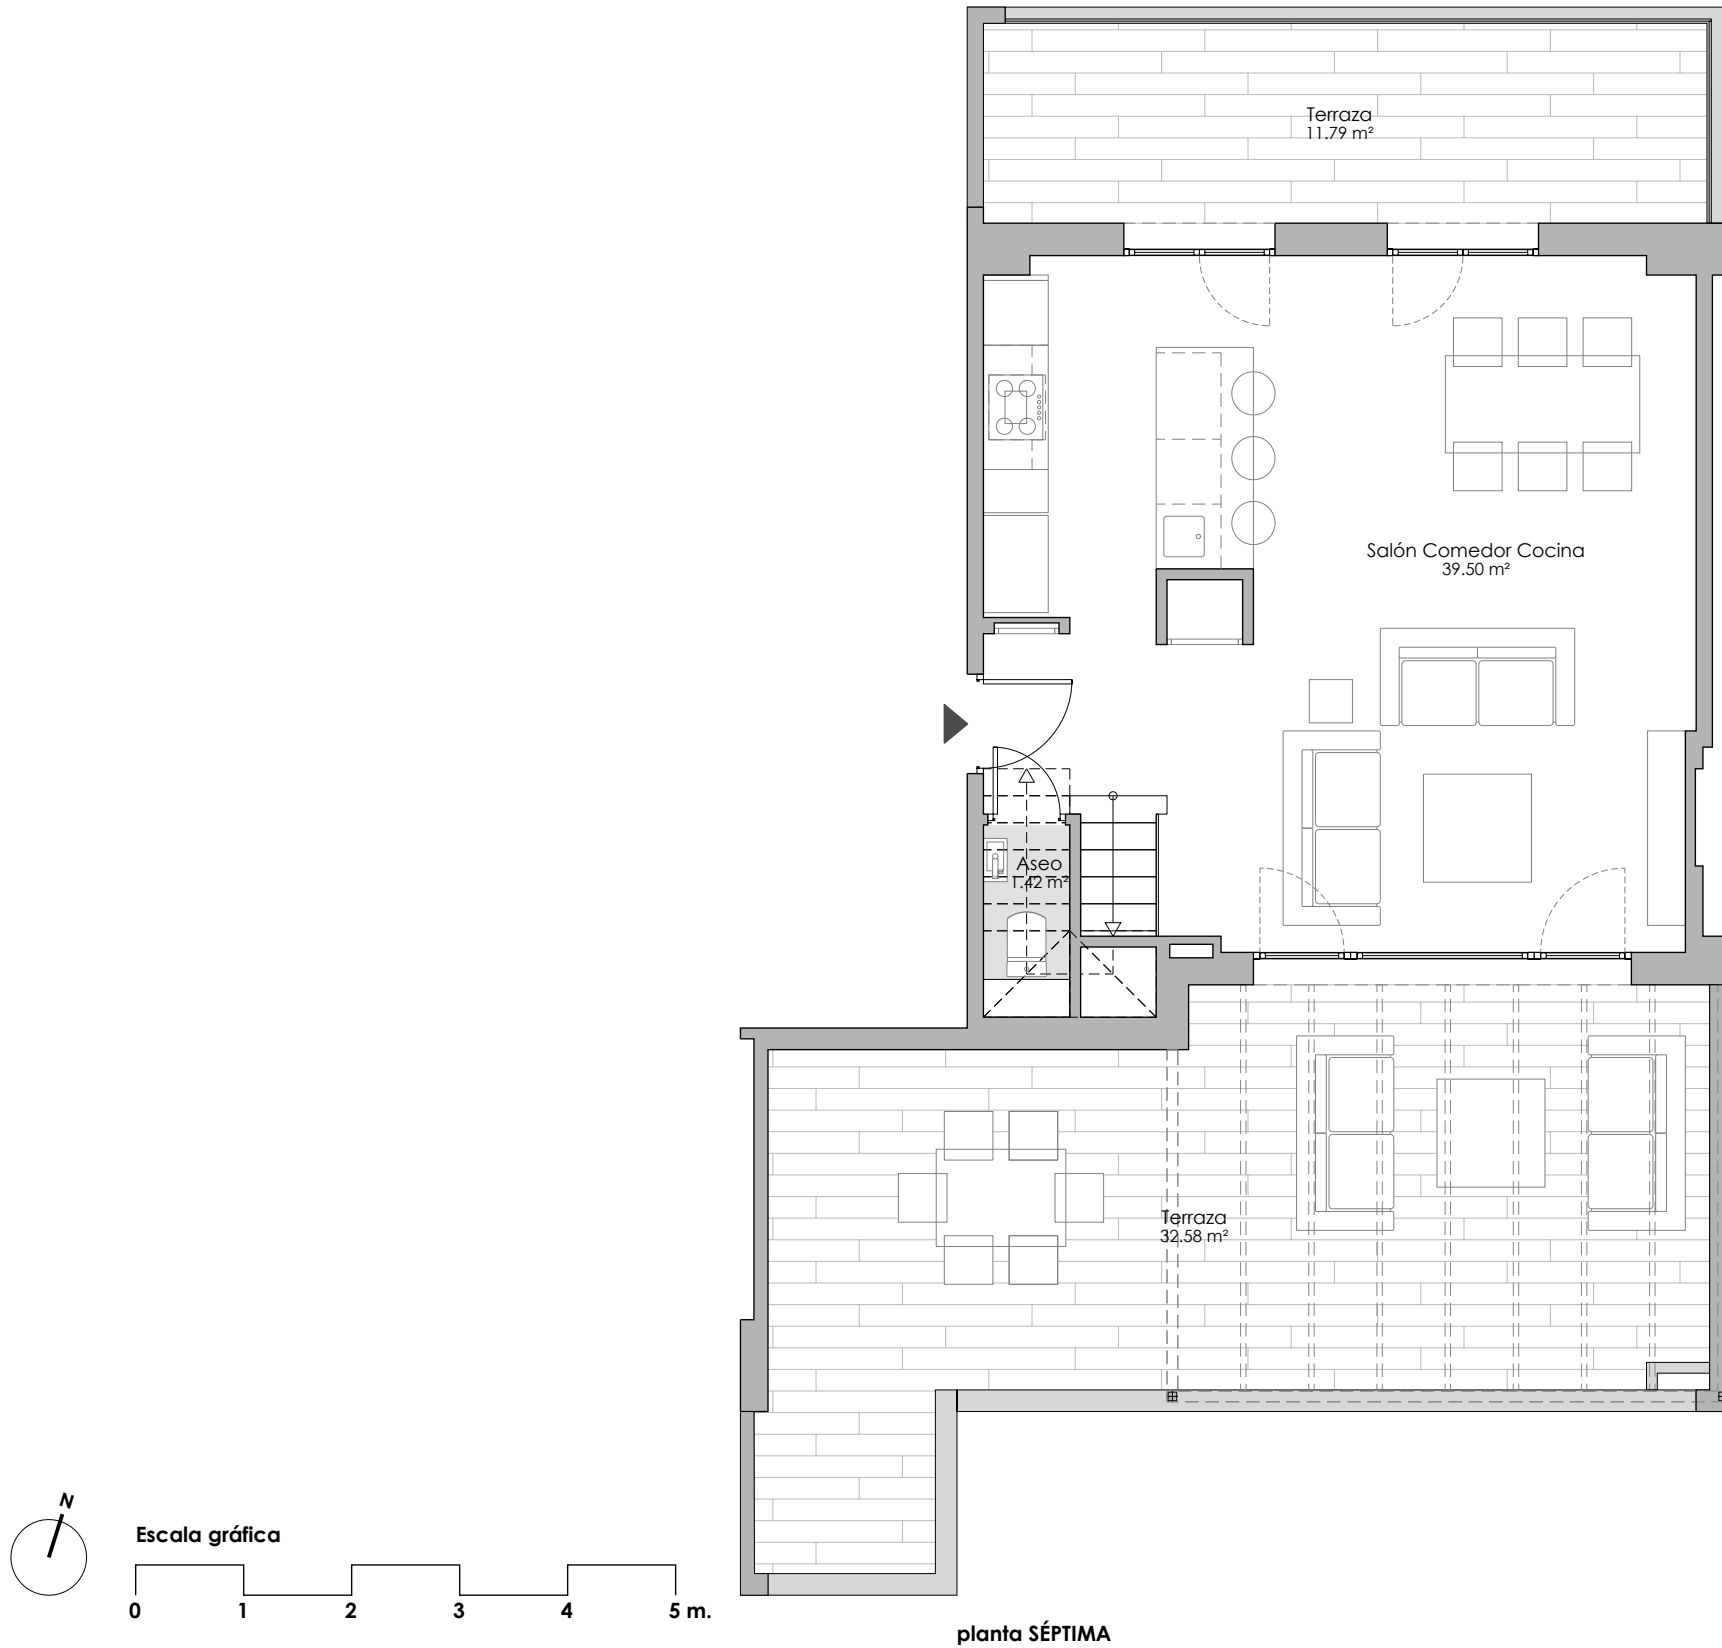 Terraza
11.79 m²
Salón Comedor Cocina
39.50 m²
Aseo
1.42 m²
Terraza
32.58 m²
N
Escala gráfica
0 1 2 3 4 5 m.
planta SÉPTIMA